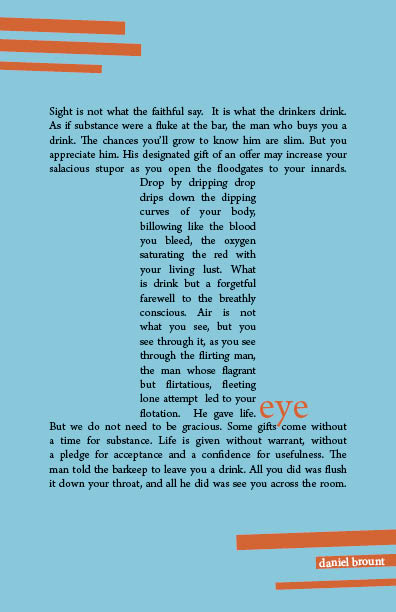 Sight is not what the faithful say.  It is what the drinkers drink.
As if substance were a fluke at the bar, the man who buys you a
drink. The chances you'll grow to know him are slim. But you
appreciate him. His designated gift of an offer may increase your
salacious stupor as you open the floodgates to your innards.
Drop by dripping drop
drips down the dipping
curves of your body,
billowing like the blood
you bleed, the oxygen
saturating the red with
your living lust. What
is drink but a forgetful
farewell to the breathly
conscious. Air is not
what you see, but you
see through it, as you see
through the flirting man,
the man whose flagrant
but flirtatious, fleeting
lone attempt led to your
flotation. He gave life.
eye
But we do not need to be gracious. Some gifts come without
a time for substance. Life is given without warrant, without
a pledge for acceptance and a confidence for usefulness. The
man told the barkeep to leave you a drink. All you did was flush
it down your throat, and all he did was see you across the room.
daniel brount